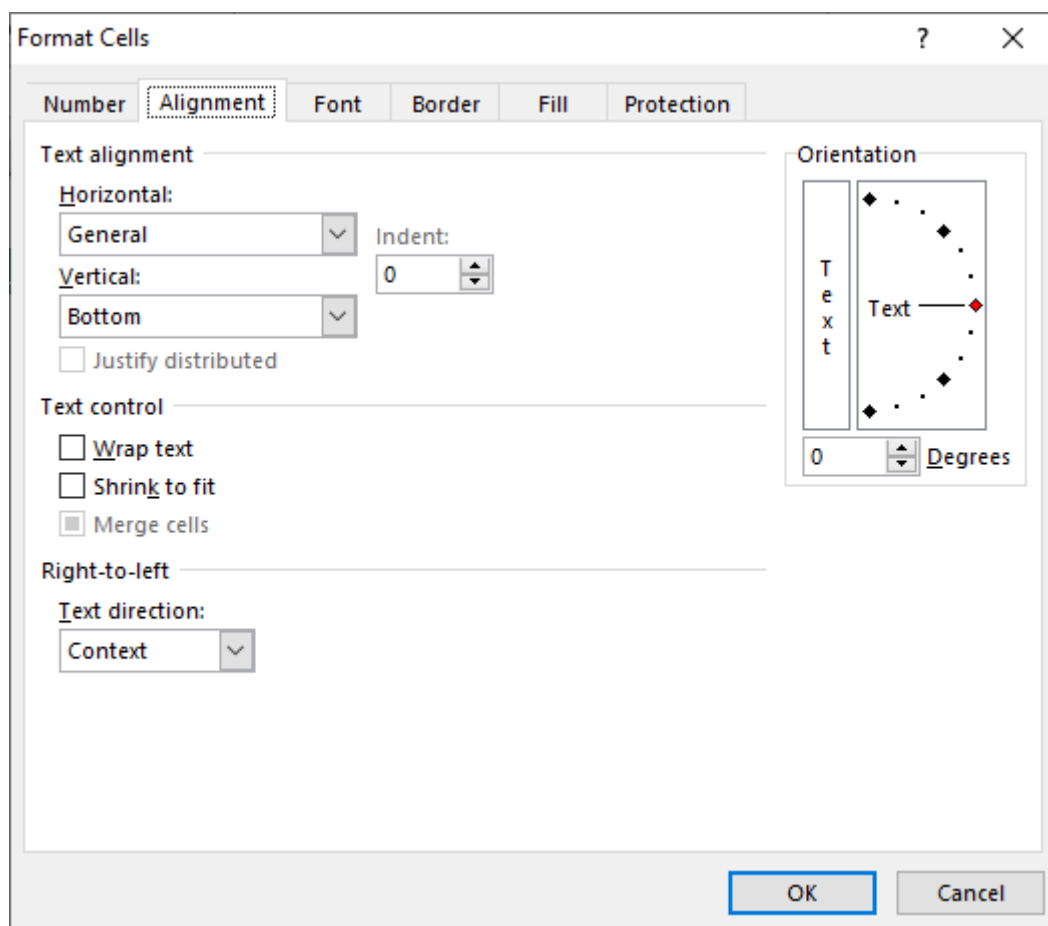 Format Cells ? X
Number Alignment Font Border Fill Protection
Text alignment
Horizontal:
General
Indent:
0
Vertical:
Bottom
Justify distributed
Text control
Wrap text
Shrink to fit
Merge cells
Right-to-left
Text direction:
Context
Orientation
Text
Text
0 Degrees
OK Cancel